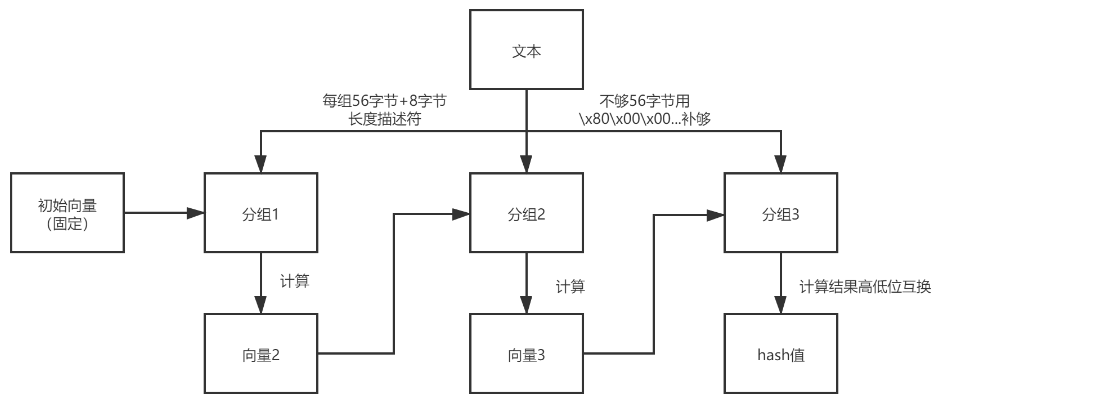 文本
每组56字节+8字节
长度描述符
不够56字节用
\x80\x00\x00...补够
初始向量
（固定）
分组1
分组2
分组3
计算
计算
计算结果高低位互换
向量2
向量3
hash值